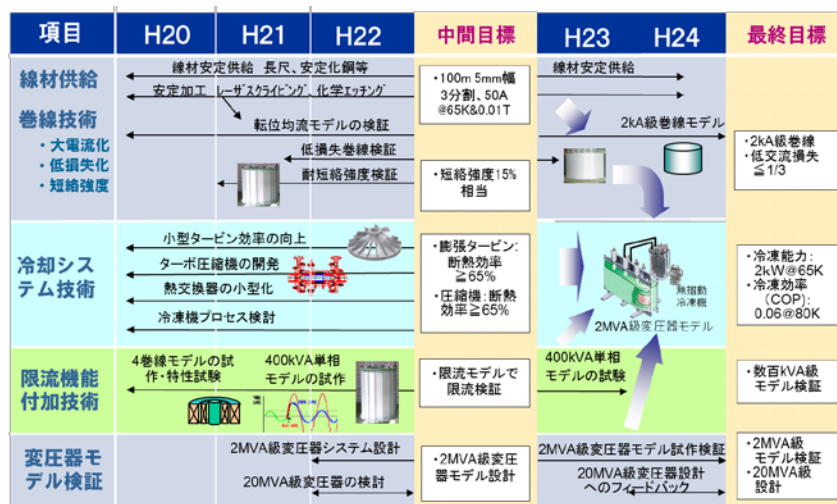 項目
H20
H21
H22
中間目標
H23
H24
最終目標
線材供給
線材安定供給 長尺、安定化銅等
安定加工 レーザスクライビング、化学エッチング
・100m 5mm幅
3分割、50A
@65K&0.01T
線材安定供給
巻線技術
・大電流化
・低損失化
・短絡強度
転位均流モデルの検証
低損失巻線検証
耐短絡強度検証
・短絡強度15%
相当
2kA級巻線モデル
・2kA級巻線
・低交流損失
≦1/3
冷却シス
テム技術
小型タービン効率の向上
ターボ圧縮機の開発
熱交換器の小型化
冷凍機プロセス検討
・膨張タービン:
断熱効率
≧65%
・圧縮機:断熱
効率≧65%
無摺動
冷凍機
2MVA級変圧器モデル
・冷凍能力:
2kW@65K
・冷凍効率
(COP):
0.06@80K
限流機能
付加技術
4巻線モデルの試
作・特性試験
400kVA単相
モデルの試作
・限流モデルで
限流検証
400kVA単相
モデルの試験
・数百kVA級
モデル検証
変圧器モ
デル検証
2MVA級変圧器システム設計
20MVA級変圧器の検討
・2MVA級変圧
器モデル設計
2MVA級変圧器モデル試作検証
20MVA級変圧器設計
へのフィードバック
・2MVA級
モデル検証
・20MVA級
設計